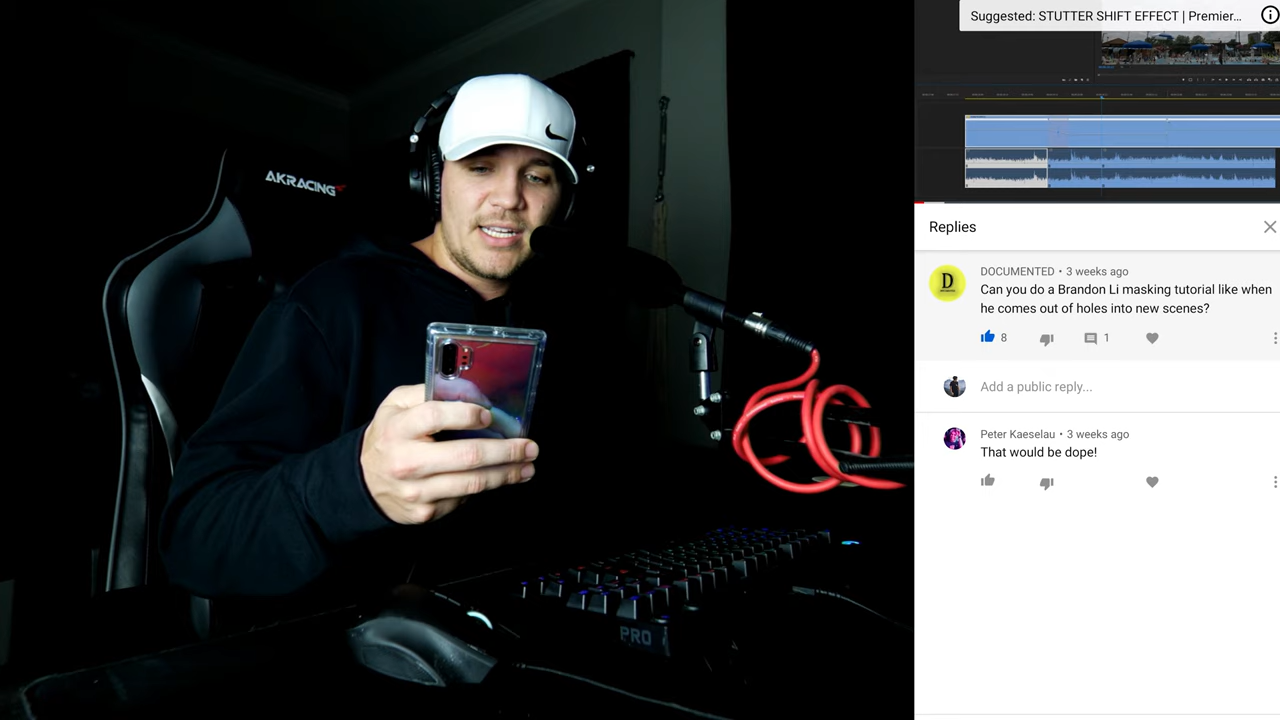 Suggested: STUTTER SHIFT EFFECT | Premier...
AKRACING
Replies
D
DOCUMENTED • 3 weeks ago
Can you do a Brandon Li masking tutorial like when
he comes out of holes into new scenes?
8
1
Add a public reply...
Peter Kaeselau • 3 weeks ago
That would be dope!
PRO